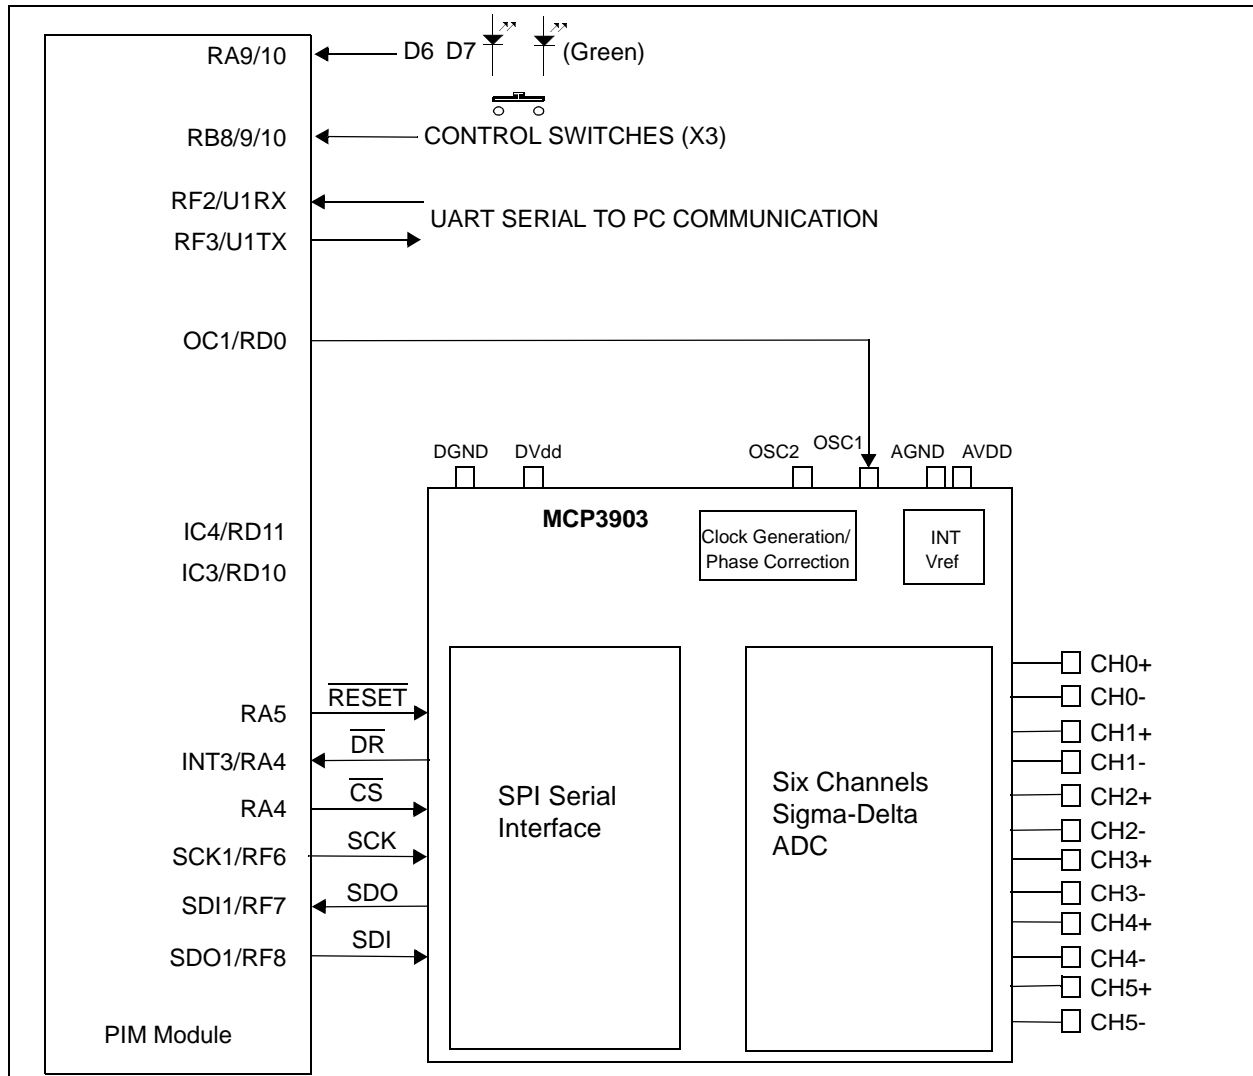 RA9/10
D6 D7
(Green)
RB8/9/10
CONTROL SWITCHES (X3)
RF2/U1RX
UART SERIAL TO PC COMMUNICATION
RF3/U1TX
OC1/RD0
DGND
DVdd
OSC2
OSC1
AGND
AVDD
MCP3903
Clock Generation/
Phase Correction
INT
Vref
IC4/RD11
IC3/RD10
RA5
RESET
INT3/RA4
DR
RA4
CS
SCK1/RF6
SCK
SDI1/RF7
SDO
SDO1/RF8
SDI
SPI Serial
Interface
Six Channels
Sigma-Delta
ADC
CH0+
CH0-
CH1+
CH1-
CH2+
CH2-
CH3+
CH3-
CH4+
CH4-
CH5+
CH5-
PIM Module